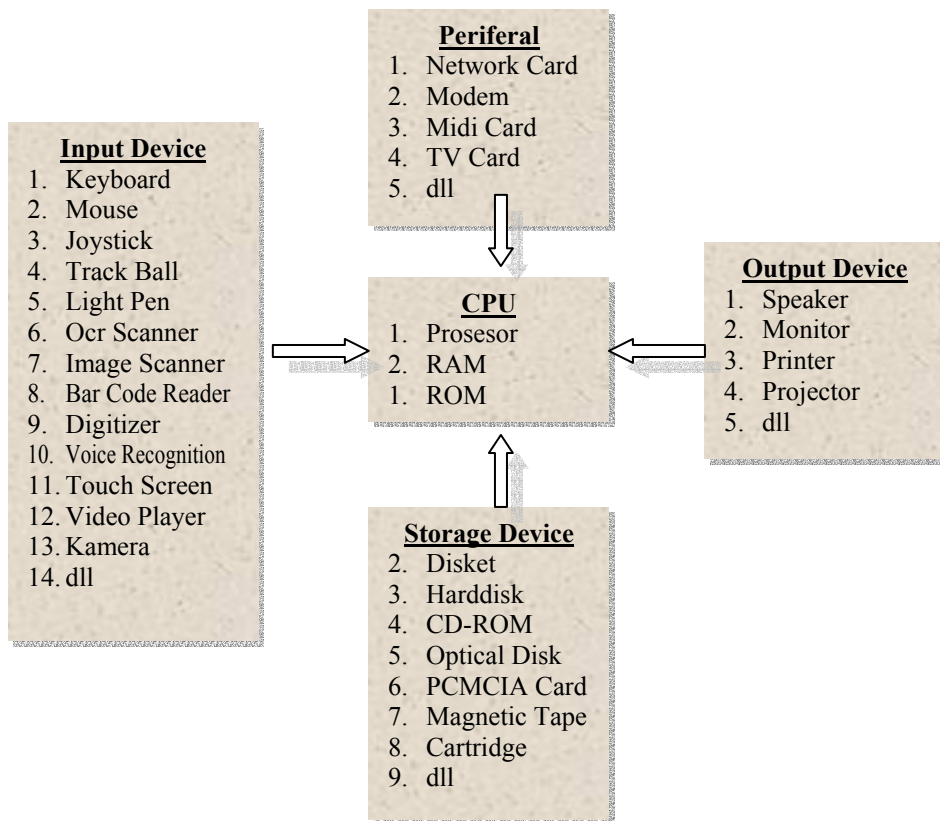 Periferal
1. Network Card
2. Modem
3. Midi Card
4. TV Card
5. dll
Input Device
1. Keyboard
2. Mouse
3. Joystick
4. Track Ball
5. Light Pen
6. Ocr Scanner
7. Image Scanner
8. Bar Code Reader
9. Digitizer
10. Voice Recognition
11. Touch Screen
12. Video Player
13. Kamera
14. dll
CPU
1. Prosesor
2. RAM
1. ROM
Output Device
1. Speaker
2. Monitor
3. Printer
4. Projector
5. dll
Storage Device
2. Disket
3. Harddisk
4. CD-ROM
5. Optical Disk
6. PCMCIA Card
7. Magnetic Tape
8. Cartridge
9. dll